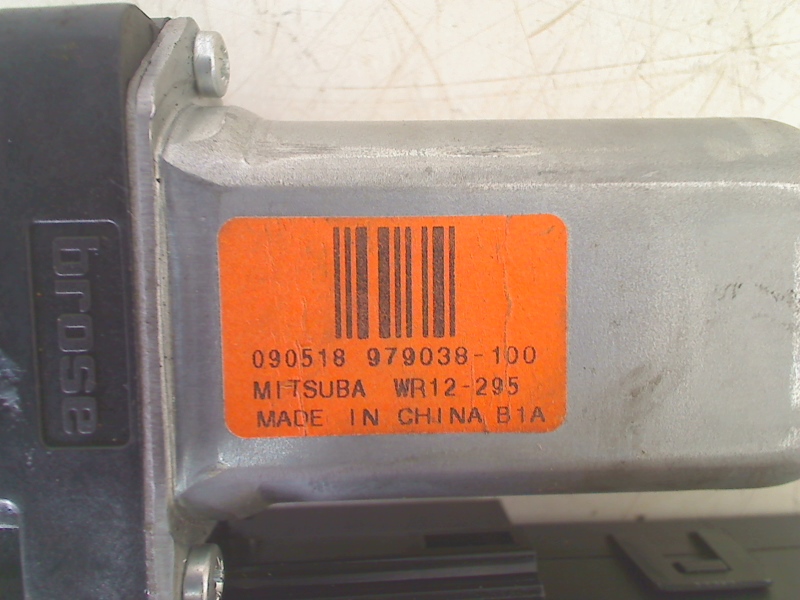 brose
090518 979038-100
MITSUBA WR12-295
MADE IN CHINA B1A